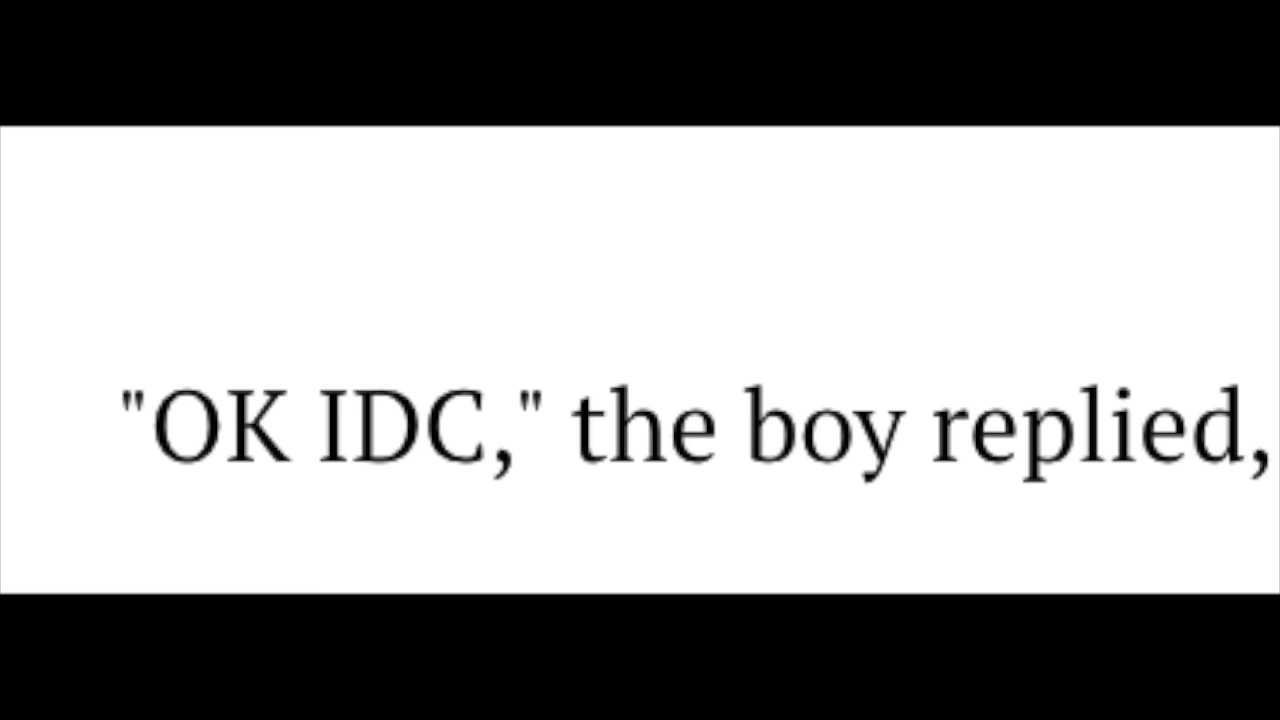 "OK IDC," the boy replied,